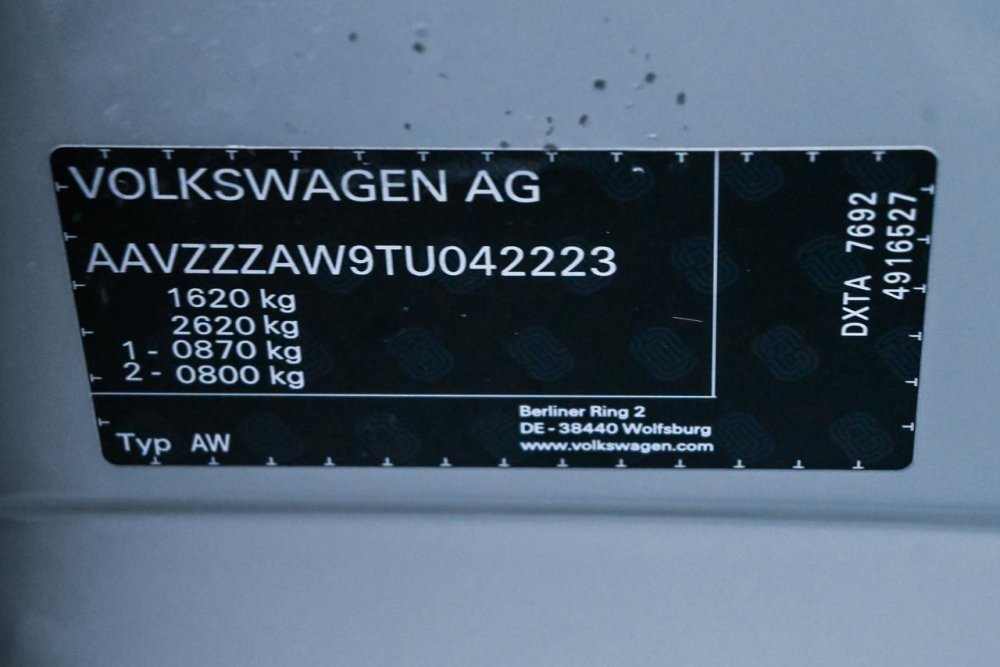 VOLKSWAGEN AG
AAVZZZAW9TU042223
1620 kg
2620 kg
1 - 0870 kg
2 - 0800 kg
Typ AW
Berliner Ring 2
DE - 38440 Wolfsburg
www.volkswagen.com
DXTA 7692
4916527